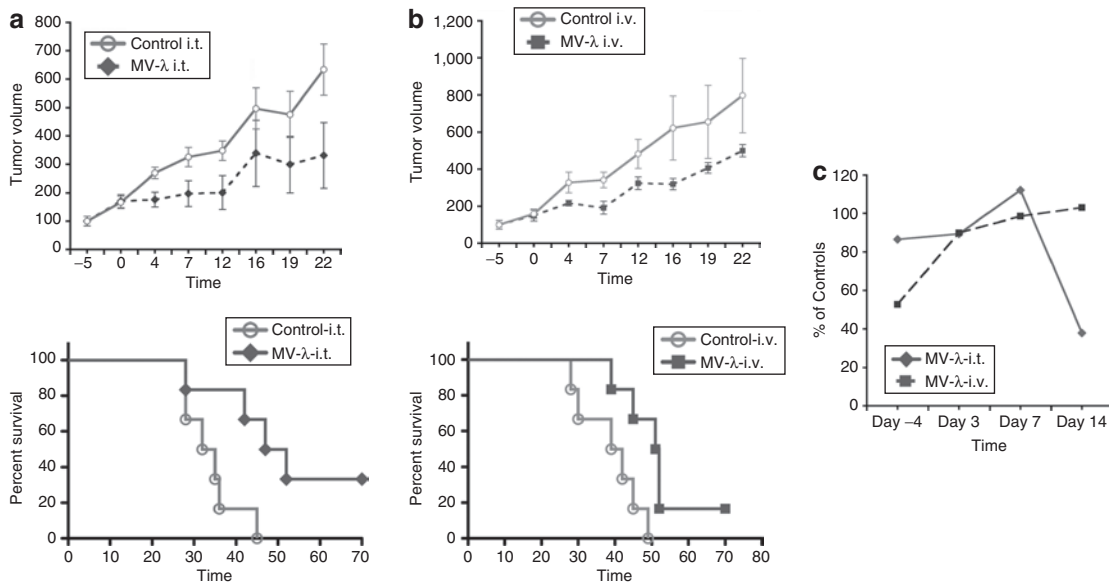 a
800
700
600
500
400
300
200
100
0
Tumor volume
Control i.t.
MV-λ i.t.
−5 0 4 7 12 16 19 22
Time
b
1,200
1,000
800
600
400
200
0
Tumor volume
Control i.v.
MV-λ i.v.
−5 0 4 7 12 16 19 22
Time
100
80
60
40
20
0
Percent survival
Control-i.t.
MV-λ-i.t.
0 10 20 30 40 50 60 70
Time
100
80
60
40
20
0
Percent survival
Control-i.v.
MV-λ-i.v.
0 10 20 30 40 50 60 70 80
Time
c
120
100
80
60
40
20
0
% of Controls
MV-λ-i.t.
MV-λ-i.v.
Day −4 Day 3 Day 7 Day 14
Time